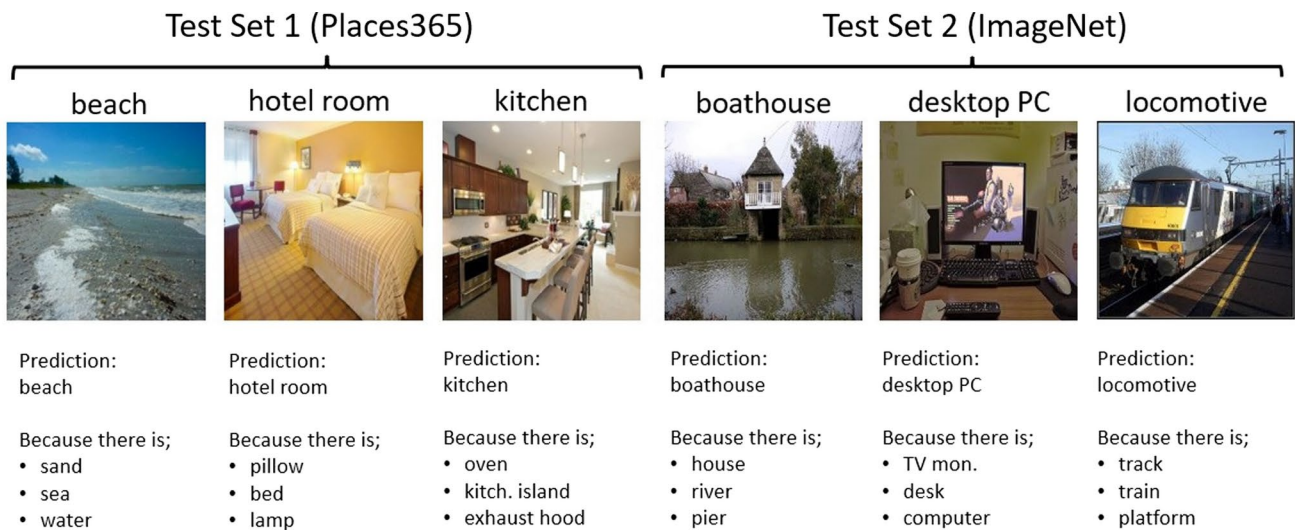 Test Set 1 (Places365)
Test Set 2 (ImageNet)
beach
hotel room
kitchen
boathouse
desktop PC
locomotive
Prediction:
beach
Because there is;
• sand
• sea
• water
Prediction:
hotel room
Because there is;
• pillow
• bed
• lamp
Prediction:
kitchen
Because there is;
• oven
• kitch. island
• exhaust hood
Prediction:
boathouse
Because there is;
• house
• river
• pier
Prediction:
desktop PC
Because there is;
• TV mon.
• desk
• computer
Prediction:
locomotive
Because there is;
• track
• train
• platform